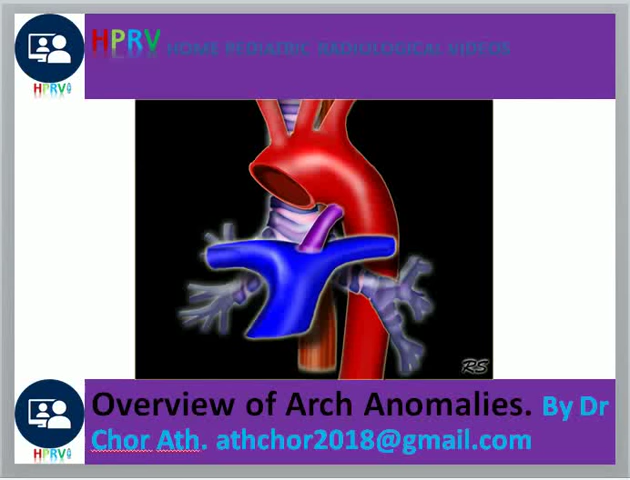 HPRV HOME PEDIATRIC RADIOLOGICAL VIDEOS
HPRV
RS
Overview of Arch Anomalies. By Dr
Chor Ath. athchor2018@gmail.com
HPRV